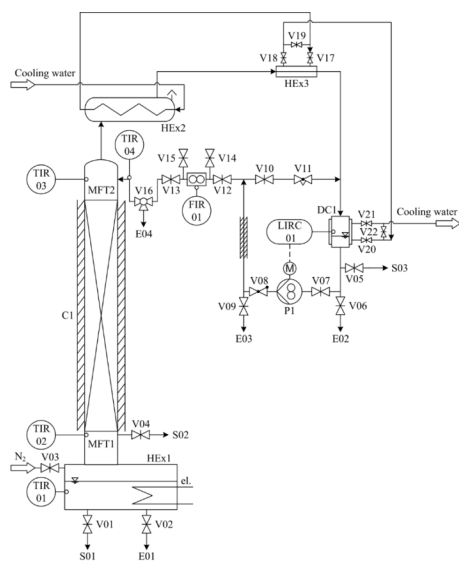 V19
V18
V17
Cooling water
HEx3
HEx2
TIR
04
V15
V14
TIR
03
MFT2
V16
V13
V12
V10
V11
FIR
01
E04
DC1
V21
Cooling water
LIRC
01
V22
V20
V05
S03
M
C1
V08
V07
P1
V09
V06
E03
E02
TIR
02
V04
MFT1
S02
N₂
V03
HEx1
TIR
01
el.
V01
V02
S01
E01